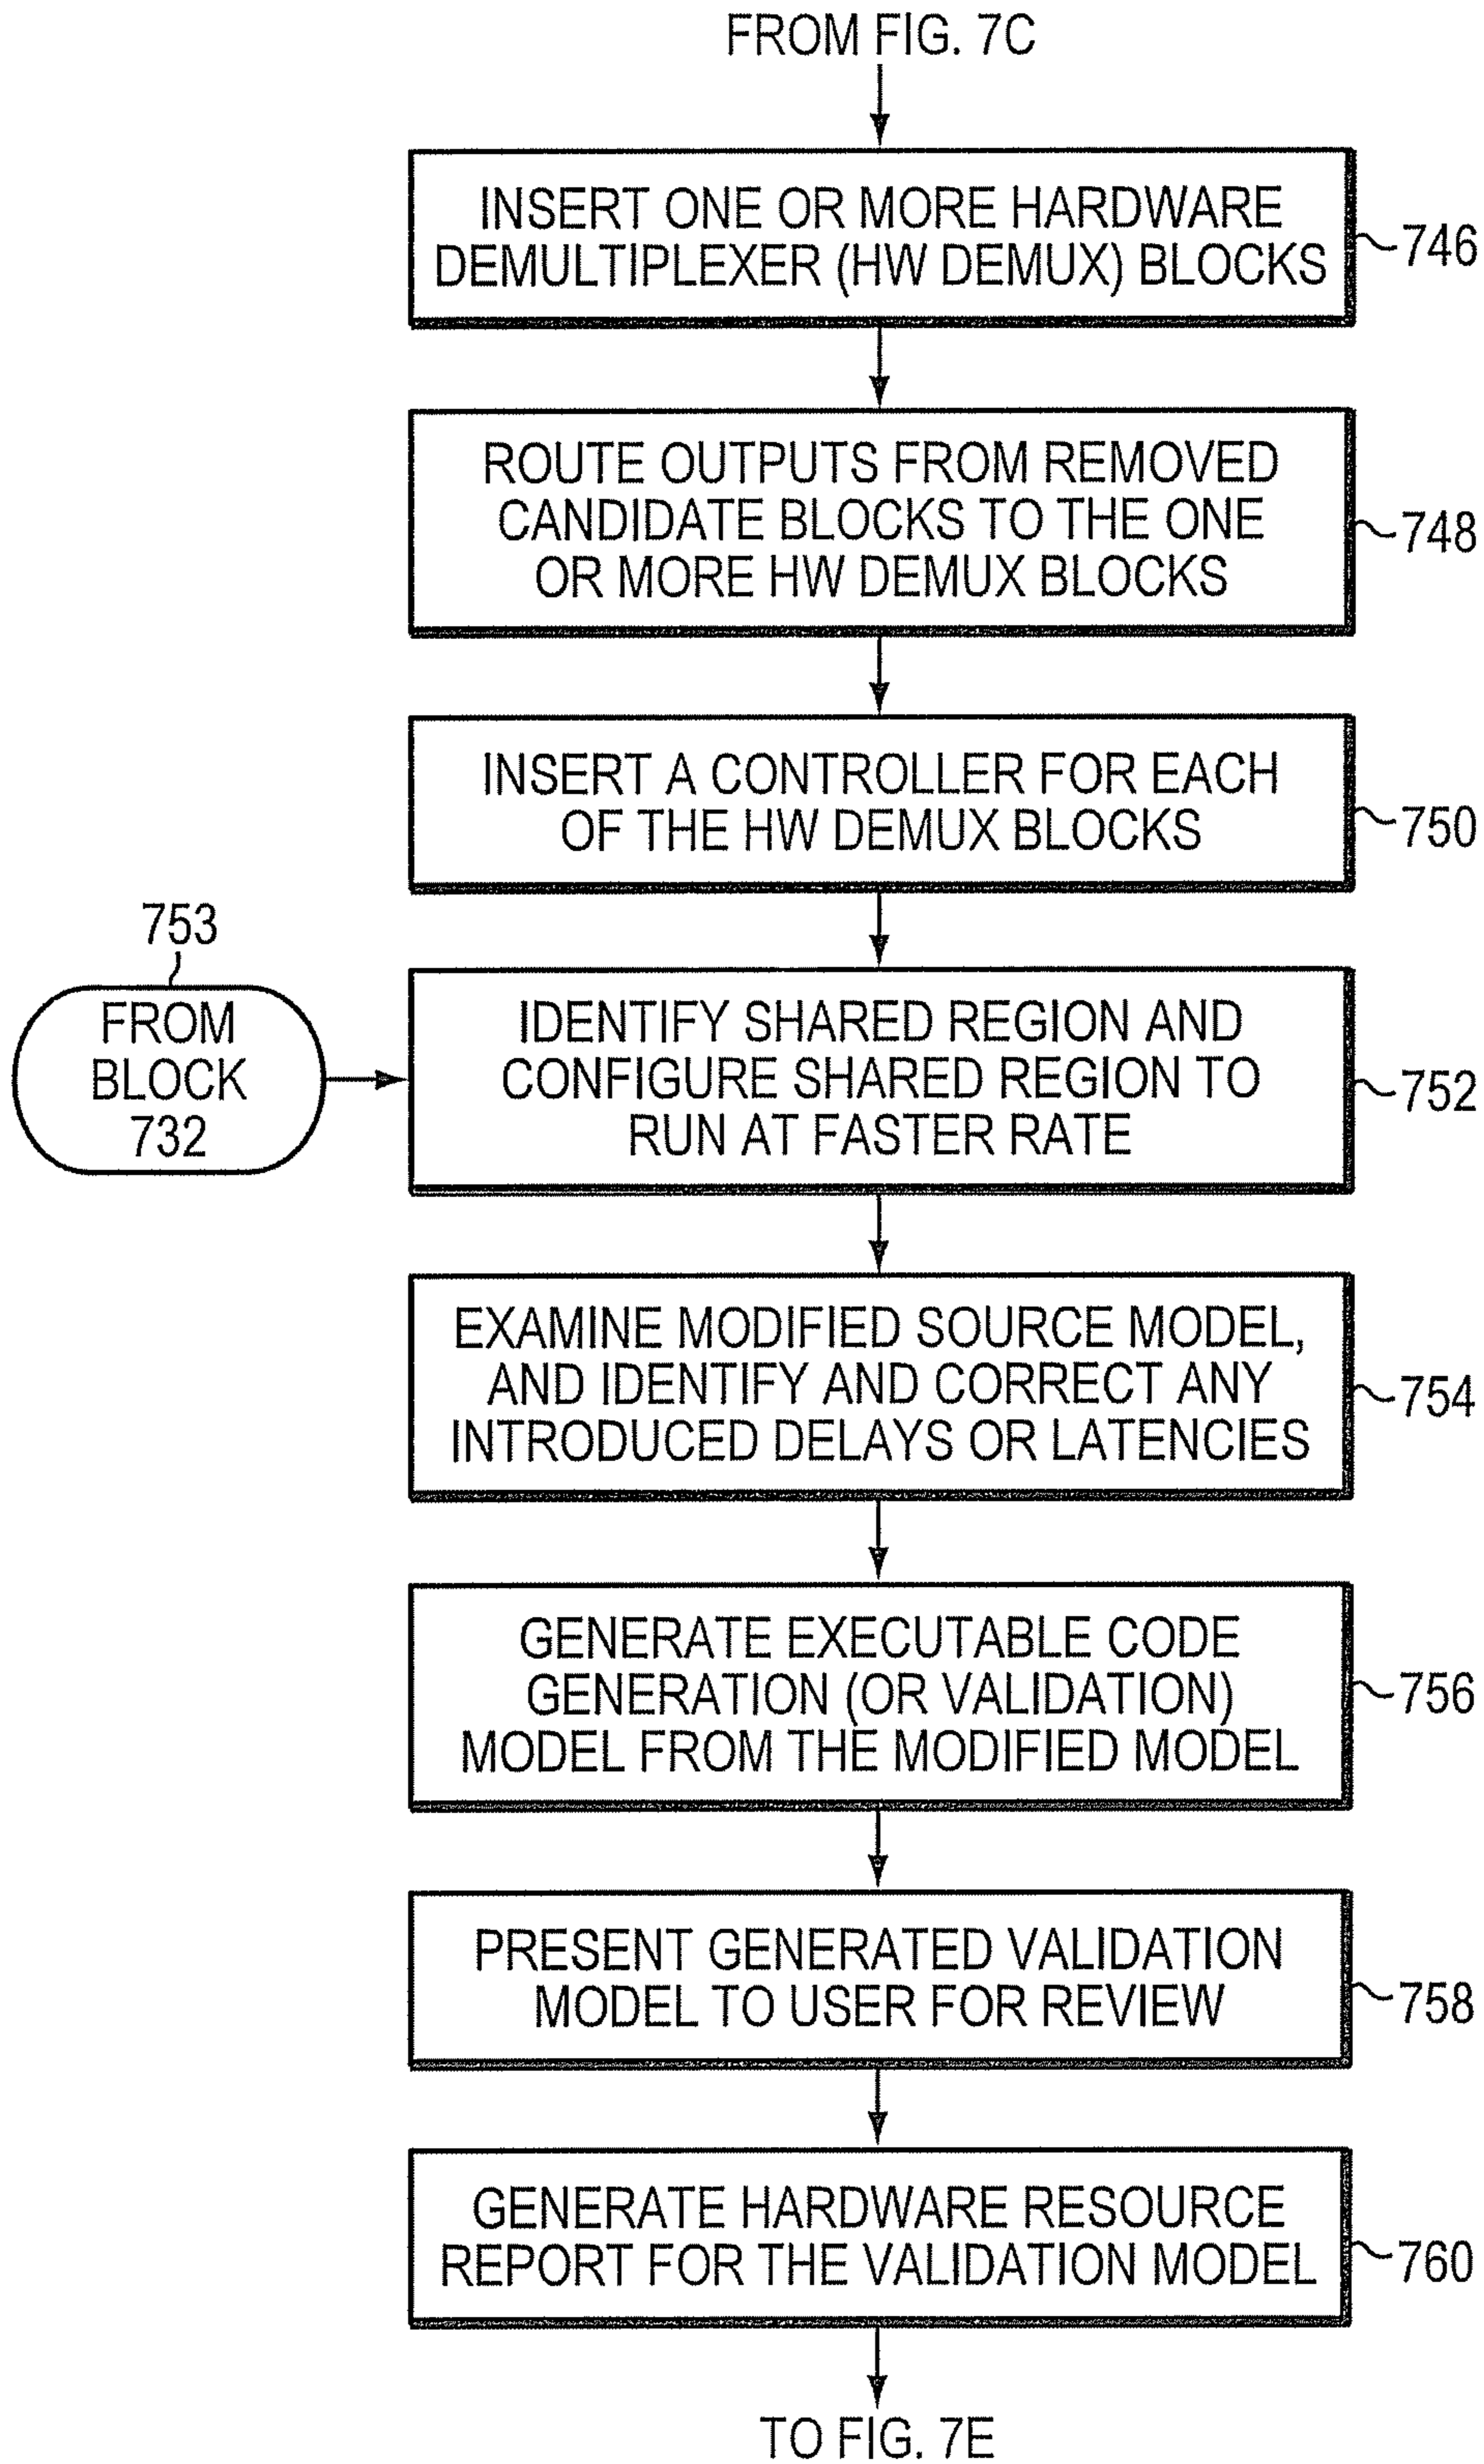 FROM FIG. 7C
INSERT ONE OR MORE HARDWARE
DEMULTIPLEXER (HW DEMUX) BLOCKS
746
ROUTE OUTPUTS FROM REMOVED
CANDIDATE BLOCKS TO THE ONE
OR MORE HW DEMUX BLOCKS
748
INSERT A CONTROLLER FOR EACH
OF THE HW DEMUX BLOCKS
750
753
FROM
BLOCK
732
IDENTIFY SHARED REGION AND
CONFIGURE SHARED REGION TO
RUN AT FASTER RATE
752
EXAMINE MODIFIED SOURCE MODEL,
AND IDENTIFY AND CORRECT ANY
INTRODUCED DELAYS OR LATENCIES
754
GENERATE EXECUTABLE CODE
GENERATION (OR VALIDATION)
MODEL FROM THE MODIFIED MODEL
756
PRESENT GENERATED VALIDATION
MODEL TO USER FOR REVIEW
758
GENERATE HARDWARE RESOURCE
REPORT FOR THE VALIDATION MODEL
760
TO FIG. 7E